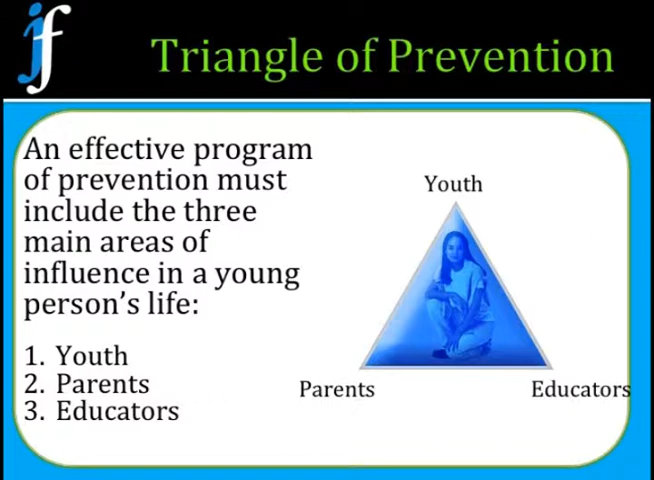 jf
Triangle of Prevention
An effective program
of prevention must
include the three
main areas of
influence in a young
person's life:
1. Youth
2. Parents
3. Educators
Youth
Parents
Educators